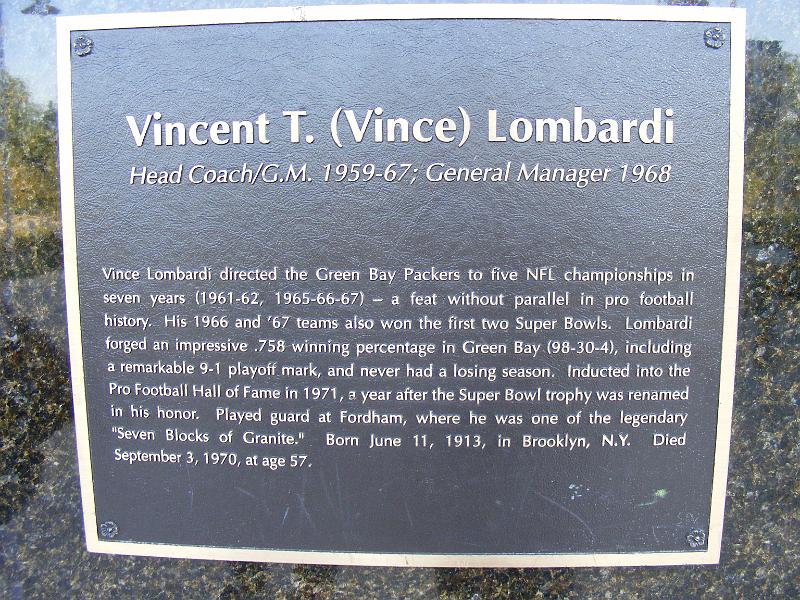 Vincent T. (Vince) Lombardi
Head Coach/G.M. 1959-67; General Manager 1968
Vince Lombardi directed the Green Bay Packers to five NFL championships in
seven years (1961-62, 1965-66-67) – a feat without parallel in pro football
history. His 1966 and '67 teams also won the first two Super Bowls. Lombardi
forged an impressive .758 winning percentage in Green Bay (98-30-4), including
a remarkable 9-1 playoff mark, and never had a losing season. Inducted into the
Pro Football Hall of Fame in 1971, a year after the Super Bowl trophy was renamed
in his honor. Played guard at Fordham, where he was one of the legendary
"Seven Blocks of Granite." Born June 11, 1913, in Brooklyn, N.Y. Died
September 3, 1970, at age 57.